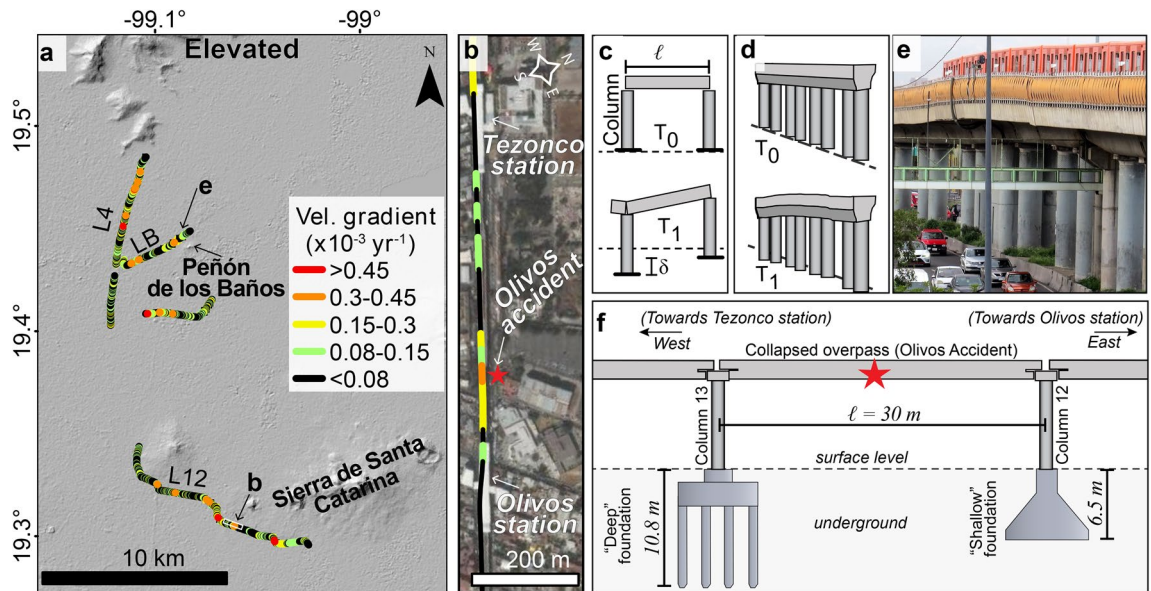 -99.1°
-99°
a
Elevated
N
19.5°
19.4°
19.3°
L4
LB
e
Peñón
de los Baños
Vel. gradient
(x10⁻³ yr⁻¹)
>0.45
0.3-0.45
0.15-0.3
0.08-0.15
<0.08
L12
b
Sierra de Santa
Catarina
10 km
b
W
N
S
E
Tezonco
station
Olivos
accident
Olivos
station
200 m
c
ℓ
Column
T₀
T₁
δ
d
T₀
T₁
e
f
(Towards Tezonco station)
West
(Towards Olivos station)
East
Collapsed overpass (Olivos Accident)
Column 13
ℓ = 30 m
Column 12
surface level
underground
"Deep"
foundation
10.8 m
"Shallow"
foundation
6.5 m